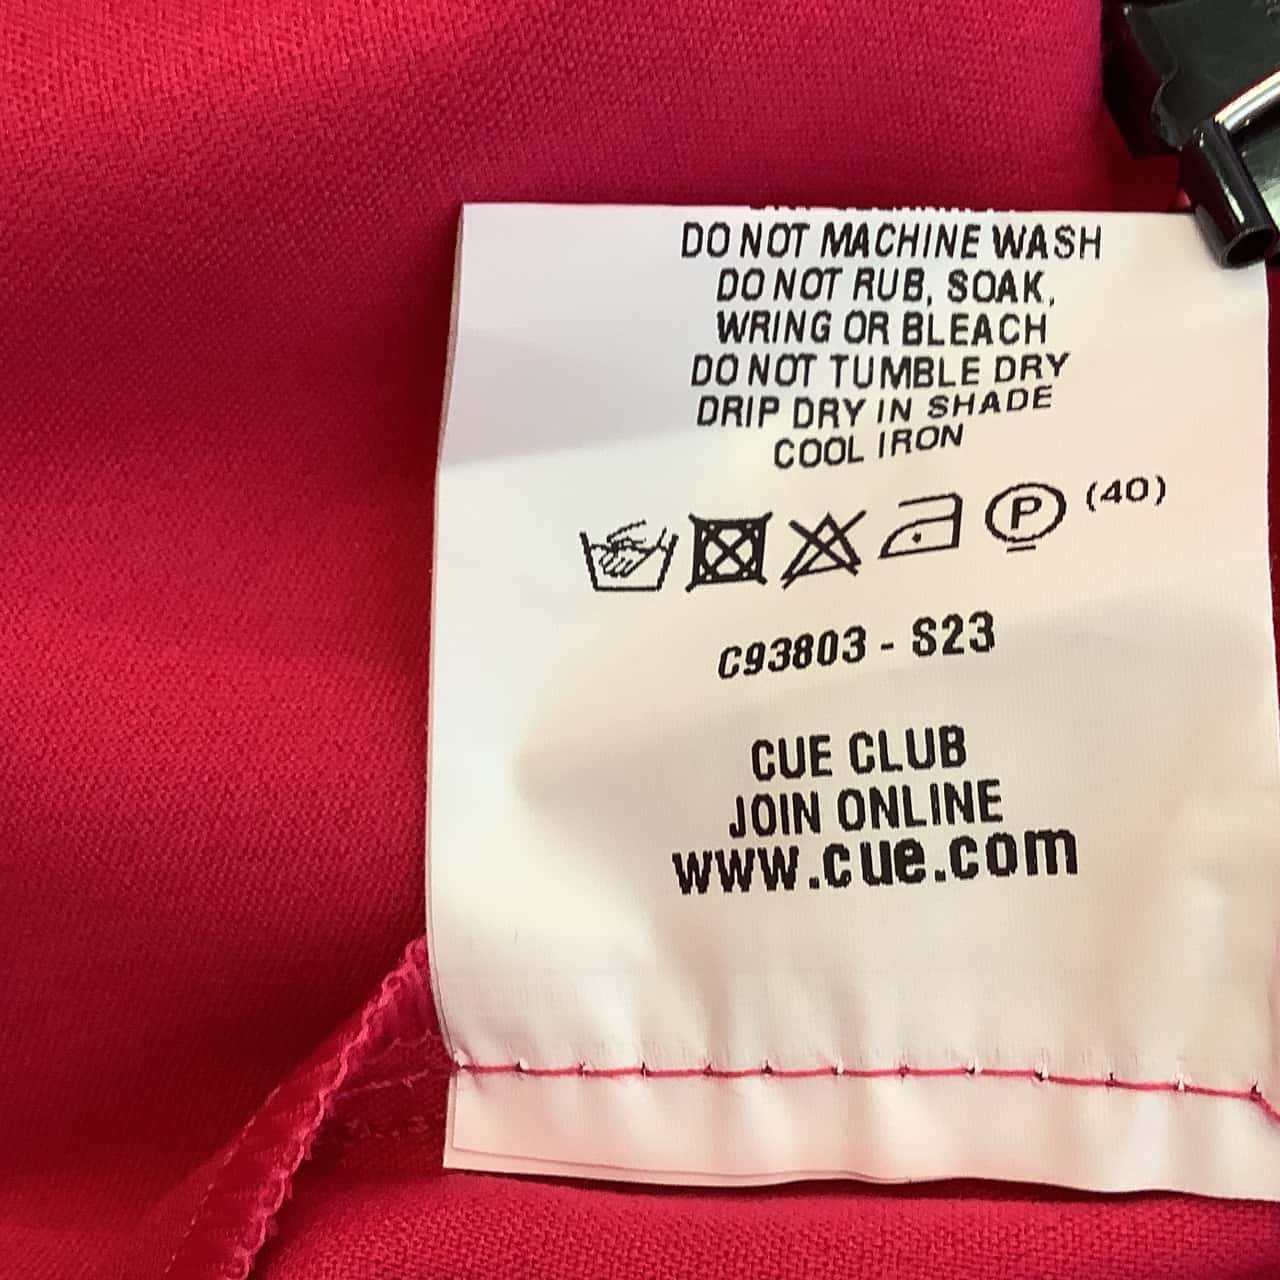 DO NOT MACHINE WASH
DO NOT RUB, SOAK,
WRING OR BLEACH
DO NOT TUMBLE DRY
DRIP DRY IN SHADE
COOL IRON
P (40)
C93803 - S23
CUE CLUB
JOIN ONLINE
www.cue.com